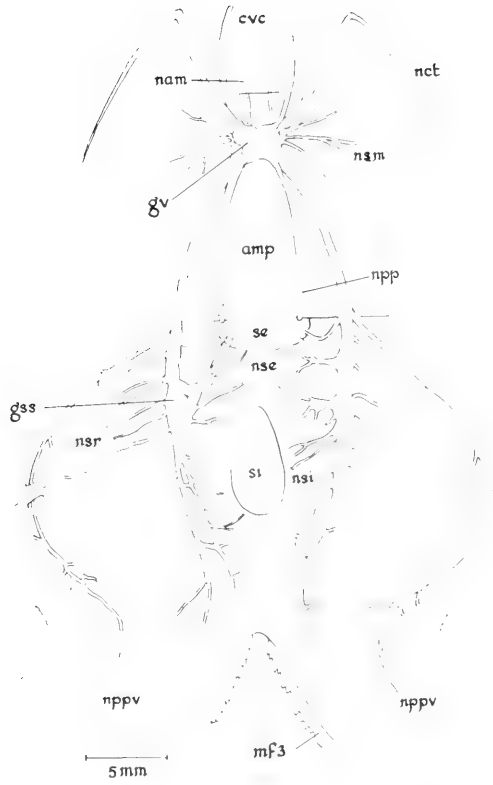 cvc
nam
nct
nsm
gv
amp
npp
se
nse
gss
nsr
si
nsi
nppv
nppv
mf3
5mm